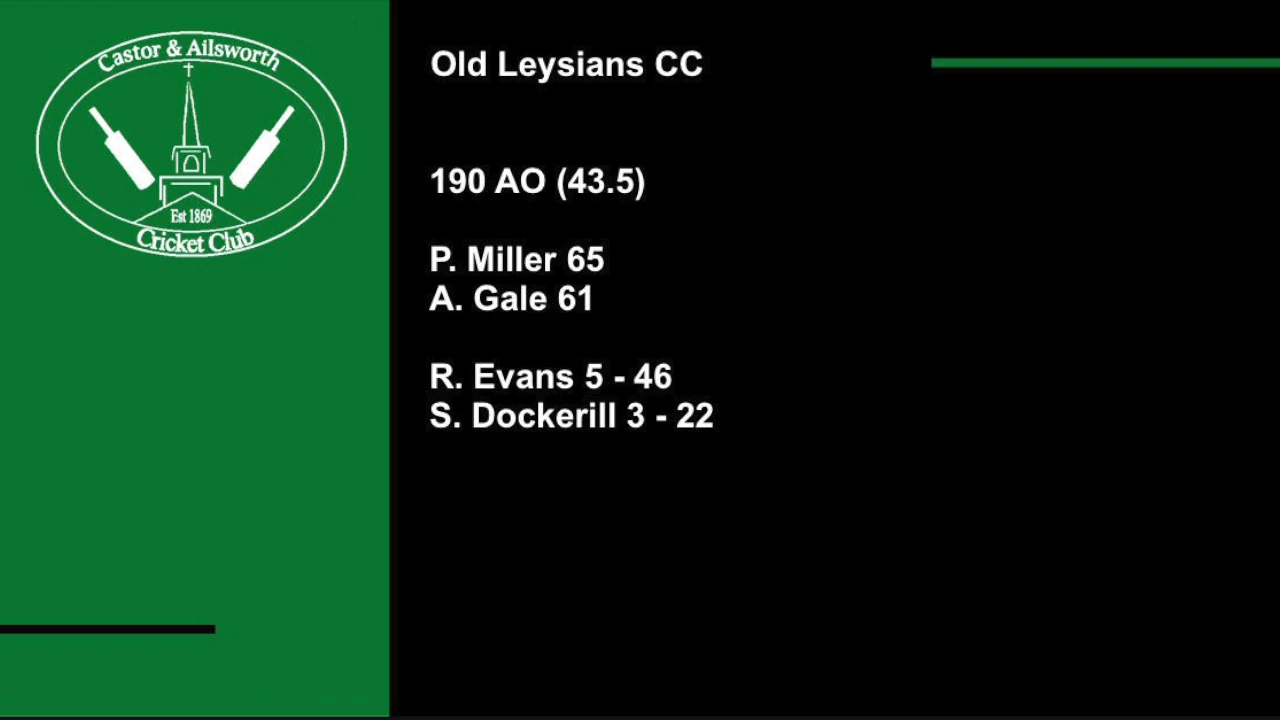 Castor & Ailsworth
Est 1869
Cricket Club
Old Leysians CC
190 AO (43.5)
P. Miller 65
A. Gale 61
R. Evans 5 - 46
S. Dockerill 3 - 22